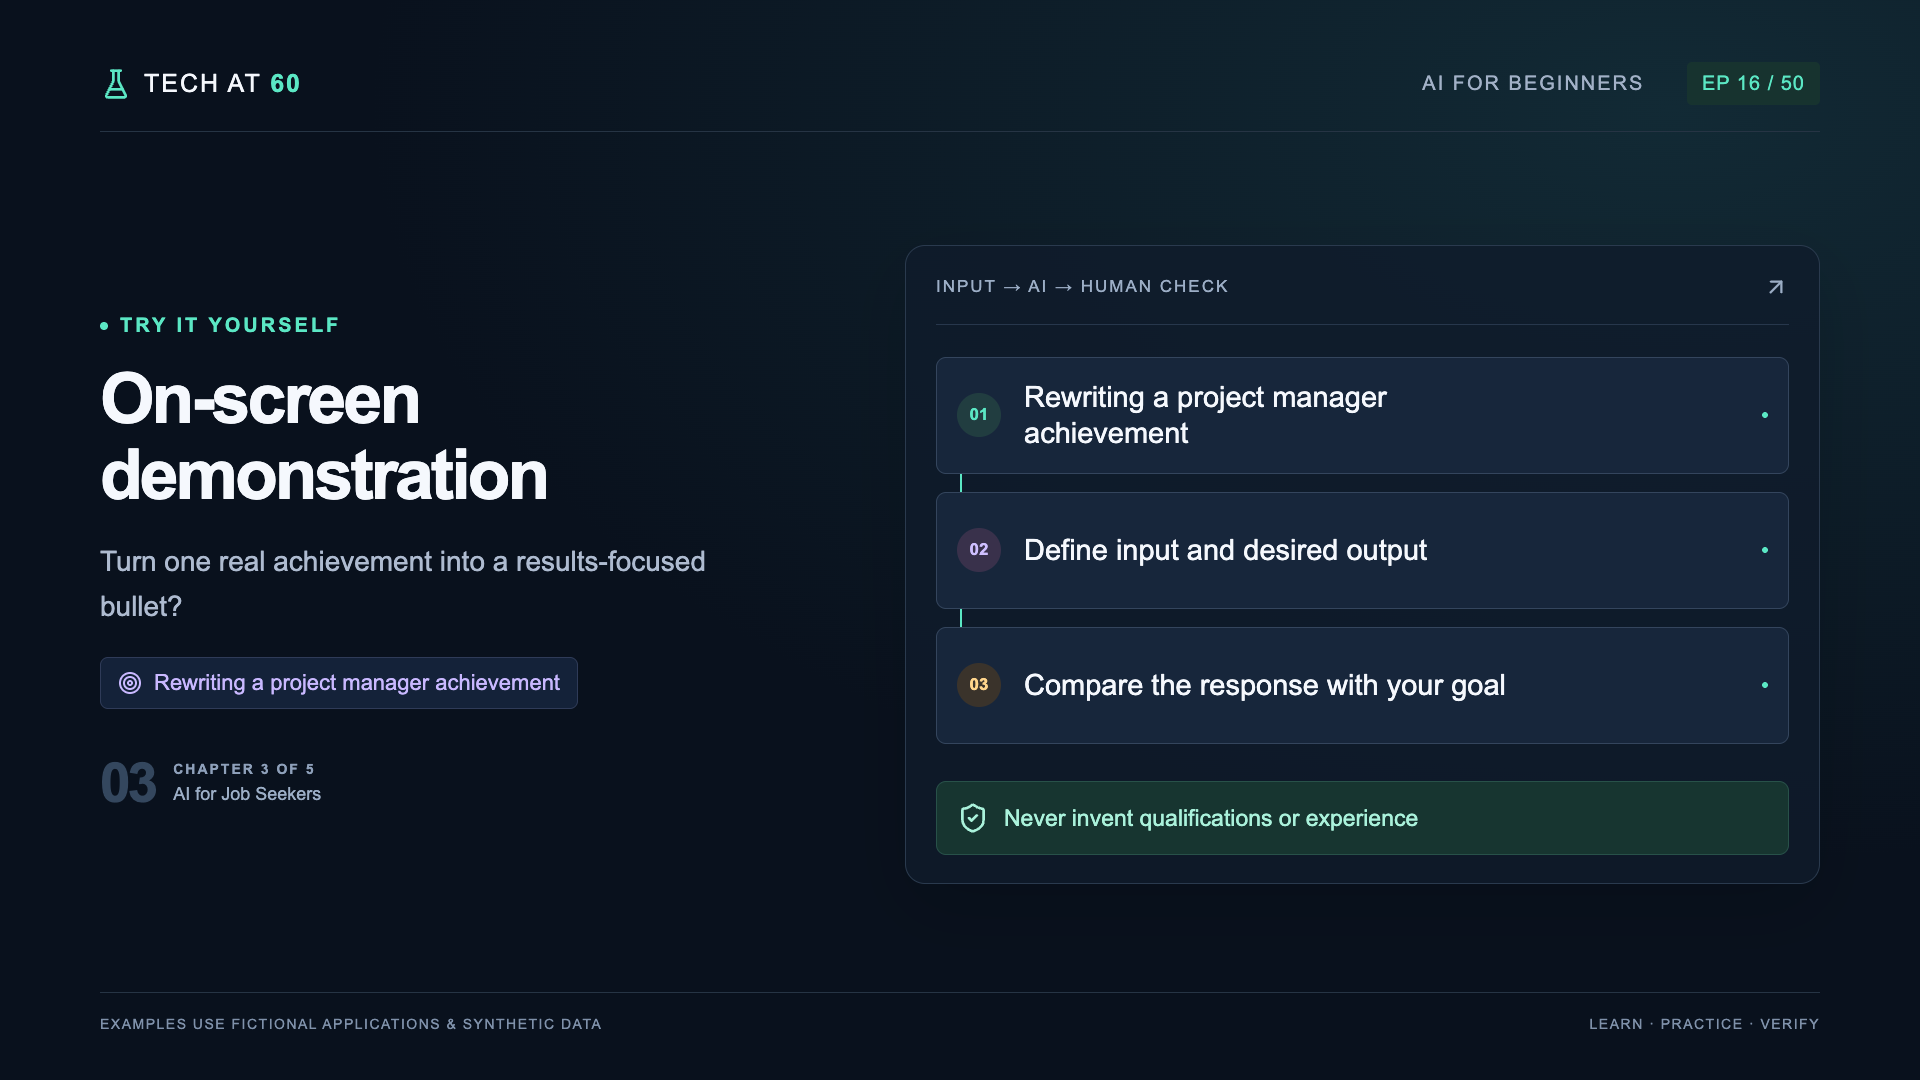 TECH AT 60
AI FOR BEGINNERS
EP 16 / 50
TRY IT YOURSELF
On-screen
demonstration
Turn one real achievement into a results-focused
bullet?
Rewriting a project manager achievement
03
CHAPTER 3 OF 5
AI for Job Seekers
INPUT → AI → HUMAN CHECK
01
Rewriting a project manager
achievement
02
Define input and desired output
03
Compare the response with your goal
Never invent qualifications or experience
EXAMPLES USE FICTIONAL APPLICATIONS & SYNTHETIC DATA
LEARN · PRACTICE · VERIFY